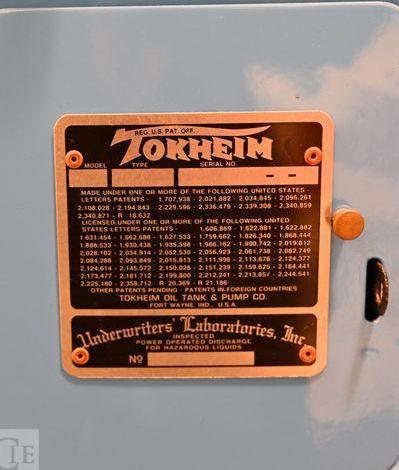 REG. U.S. PAT. OFF.
TOKHEIM
MODEL TYPE SERIAL NO.
- -
MADE UNDER ONE OR MORE OF THE FOLLOWING UNITED STATES -
LETTERS PATENTS - 1,707,938 - 2,021,882 - 2,034,845 - 2,096,261
2,108,028 - 2,194,843 - 2,229,596 - 2,336,479 - 2,339,308 - 2,340,859
2,340,871 - R 18,632
LICENSED UNDER ONE OR MORE OF THE FOLLOWING UNITED
STATES LETTERS PATENTS - 1,606,869 - 1,622,881 - 1,622,882
1,631,454 - 1,662,688 - 1,627,533 - 1,759,662 - 1,826,340 - 1,868,444
1,888,533 - 1,930,438 - 1,935,598 - 1,986,162 - 1,990,742 - 2,019,812
2,028,102 - 2,034,914 - 2,052,530 - 2,056,923 - 2,061,738 - 2,082,749
2,084,288 - 2,093,849 - 2,015,813 - 2,111,998 - 2,113,676 - 2,124,377
2,124,614 - 2,145,572 - 2,150,025 - 2,151,239 - 2,159,625 - 2,164,441
2,173,477 - 2,181,712 - 2,199,800 - 2,212,241 - 2,213,857 - 2,244,541
2,225,180 - 2,358,712 R 20,369 - R 21,186
OTHER PATENTS PENDING - PATENTS IN FOREIGN COUNTRIES
TOKHEIM OIL TANK & PUMP CO.
FORT WAYNE, IND., U.S.A.
Underwriters' Laboratories, Inc.
INSPECTED
POWER OPERATED DISCHARGE
FOR HAZARDOUS LIQUIDS
Nº